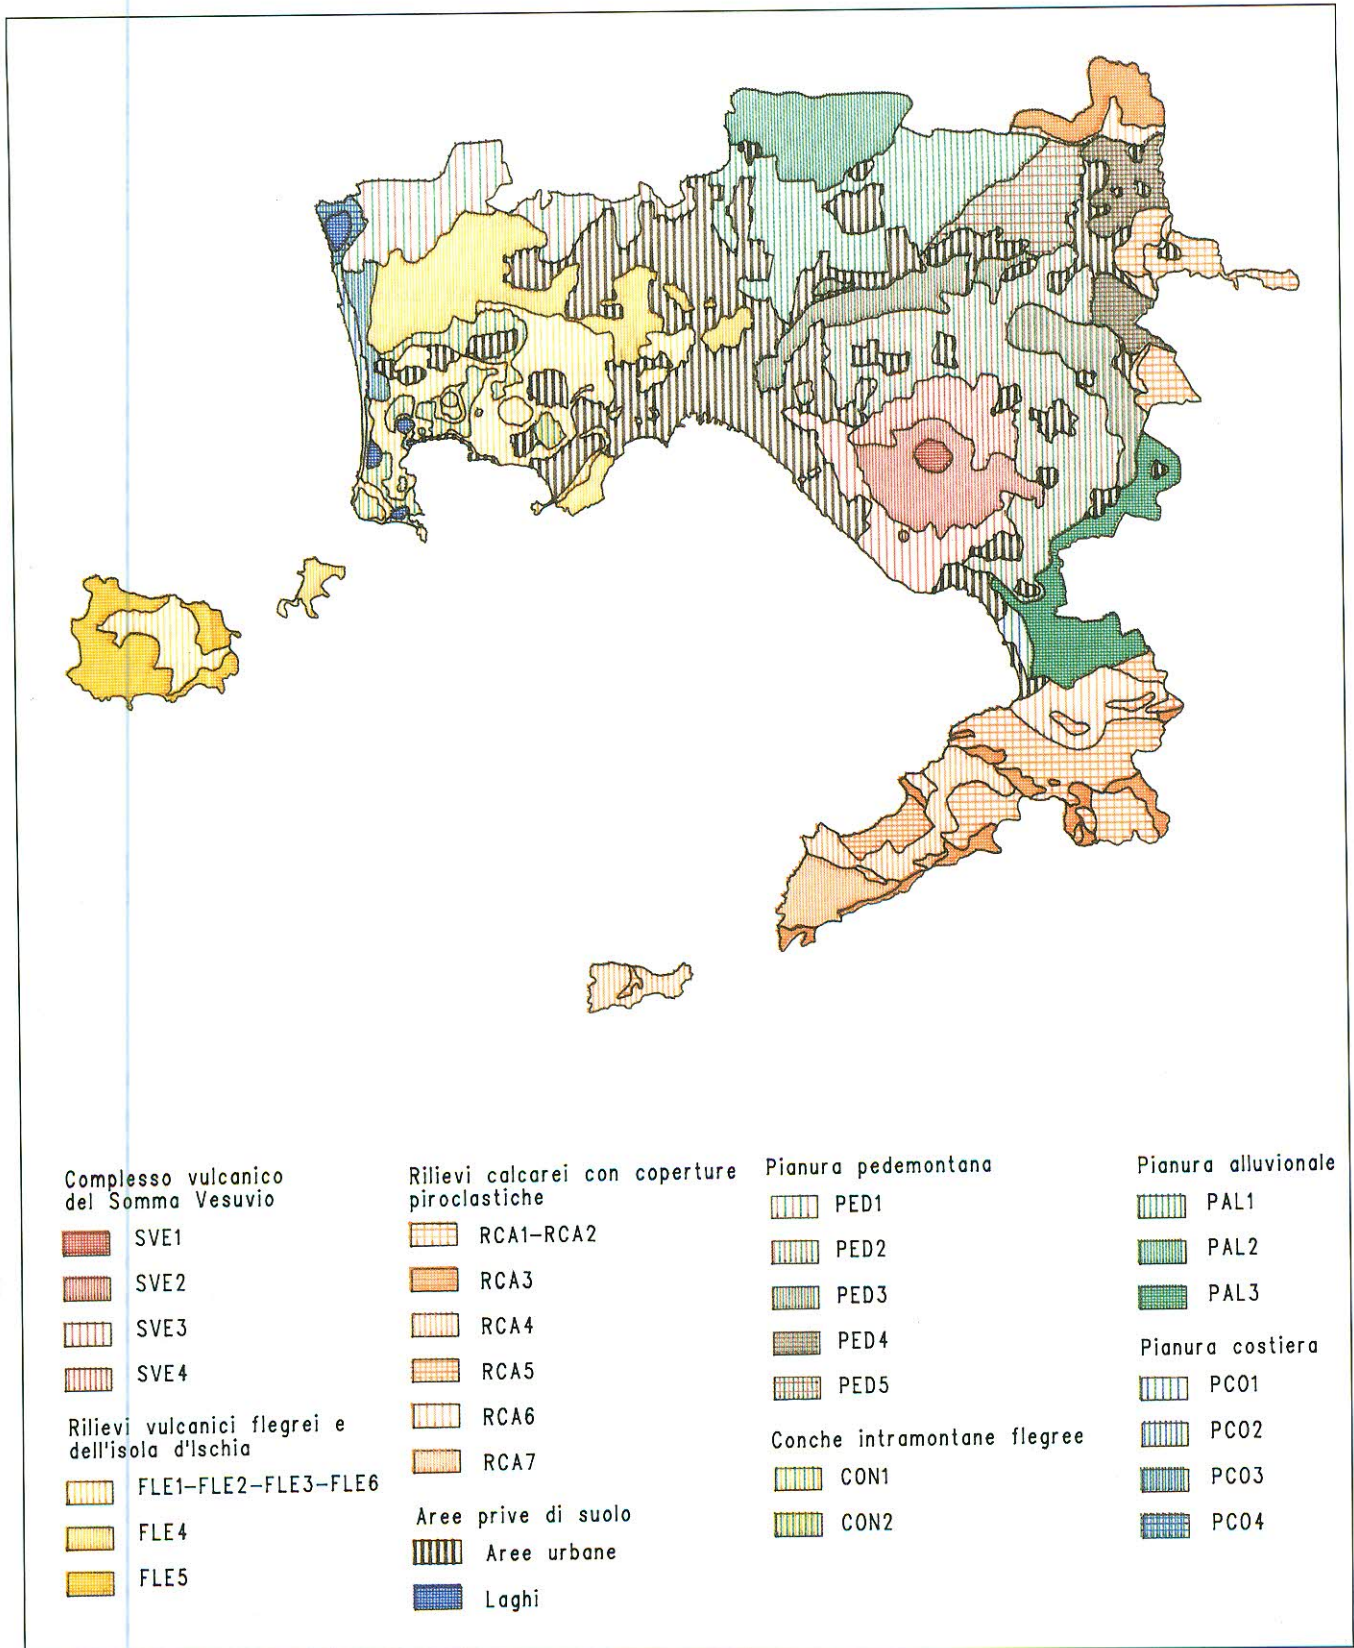 Complesso vulcanico
del Somma Vesuvio
SVE1
SVE2
SVE3
SVE4
Rilievi vulcanici flegrei e
dell'isola d'Ischia
FLE1-FLE2-FLE3-FLE6
FLE4
FLE5
Rilievi calcarei con coperture
piroclastiche
RCA1-RCA2
RCA3
RCA4
RCA5
RCA6
RCA7
Aree prive di suolo
Aree urbane
Laghi
Pianura pedemontana
PED1
PED2
PED3
PED4
PED5
Conche intramontane flegree
CON1
CON2
Pianura alluvionale
PAL1
PAL2
PAL3
Pianura costiera
PCO1
PCO2
PCO3
PCO4